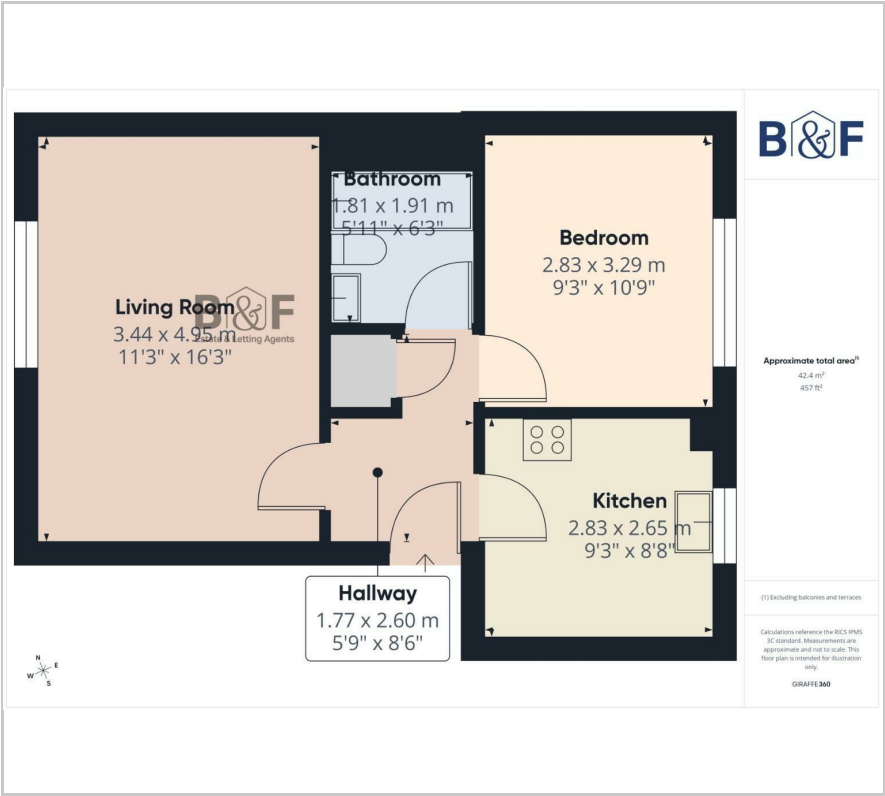 Bathroom
1.81 x 1.91 m
5'11" x 6'3"
Bedroom
2.83 x 3.29 m
9'3" x 10'9"
Living Room
3.44 x 4.95 m
11'3" x 16'3"
B&F
Estate & Letting Agents
Kitchen
2.83 x 2.65 m
9'3" x 8'8"
Hallway
1.77 x 2.60 m
5'9" x 8'6"
N
E
W
S
B&F
Approximate total area(1)
42.4 m²
457 ft²
(1) Excluding balconies and terraces
Calculations reference the RICS IPMS
3C standard. Measurements are
approximate and not to scale. This
floor plan is intended for illustration
only.
GIRAFFE360